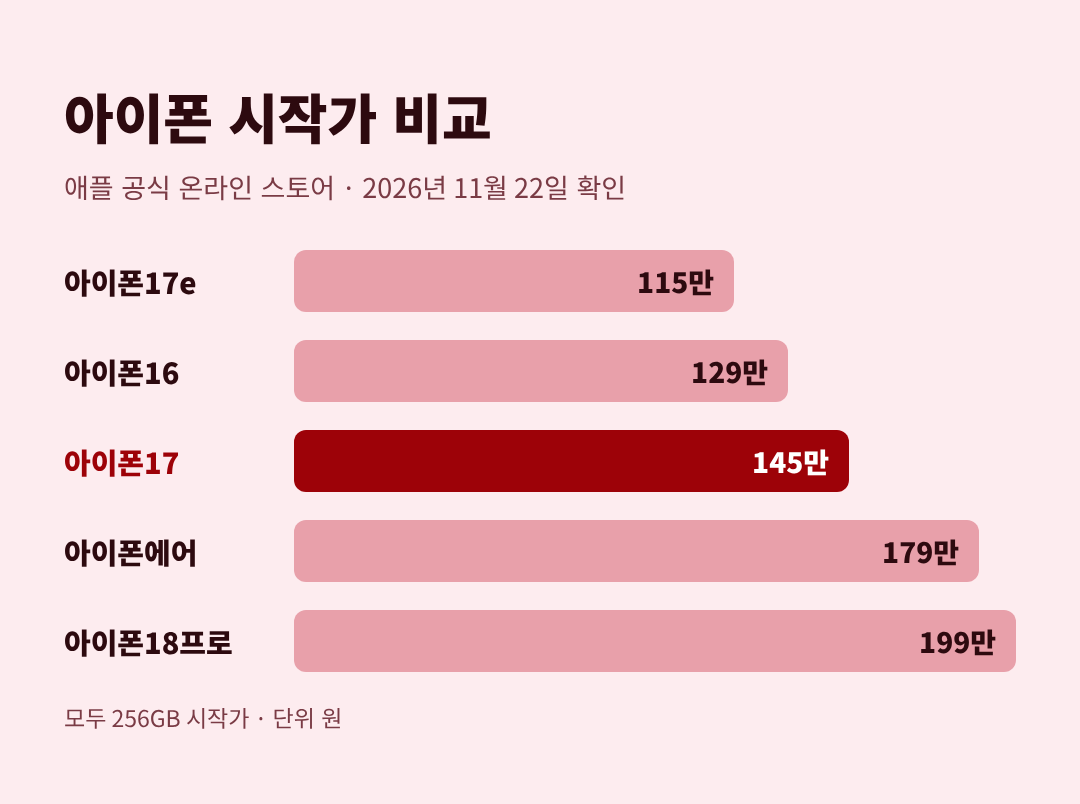 아이폰 시작가 비교
애플 공식 온라인 스토어 · 2026년 11월 22일 확인
아이폰17e 115만
아이폰16 129만
아이폰17 145만
아이폰에어 179만
아이폰18프로 199만
모두 256GB 시작가 · 단위 원